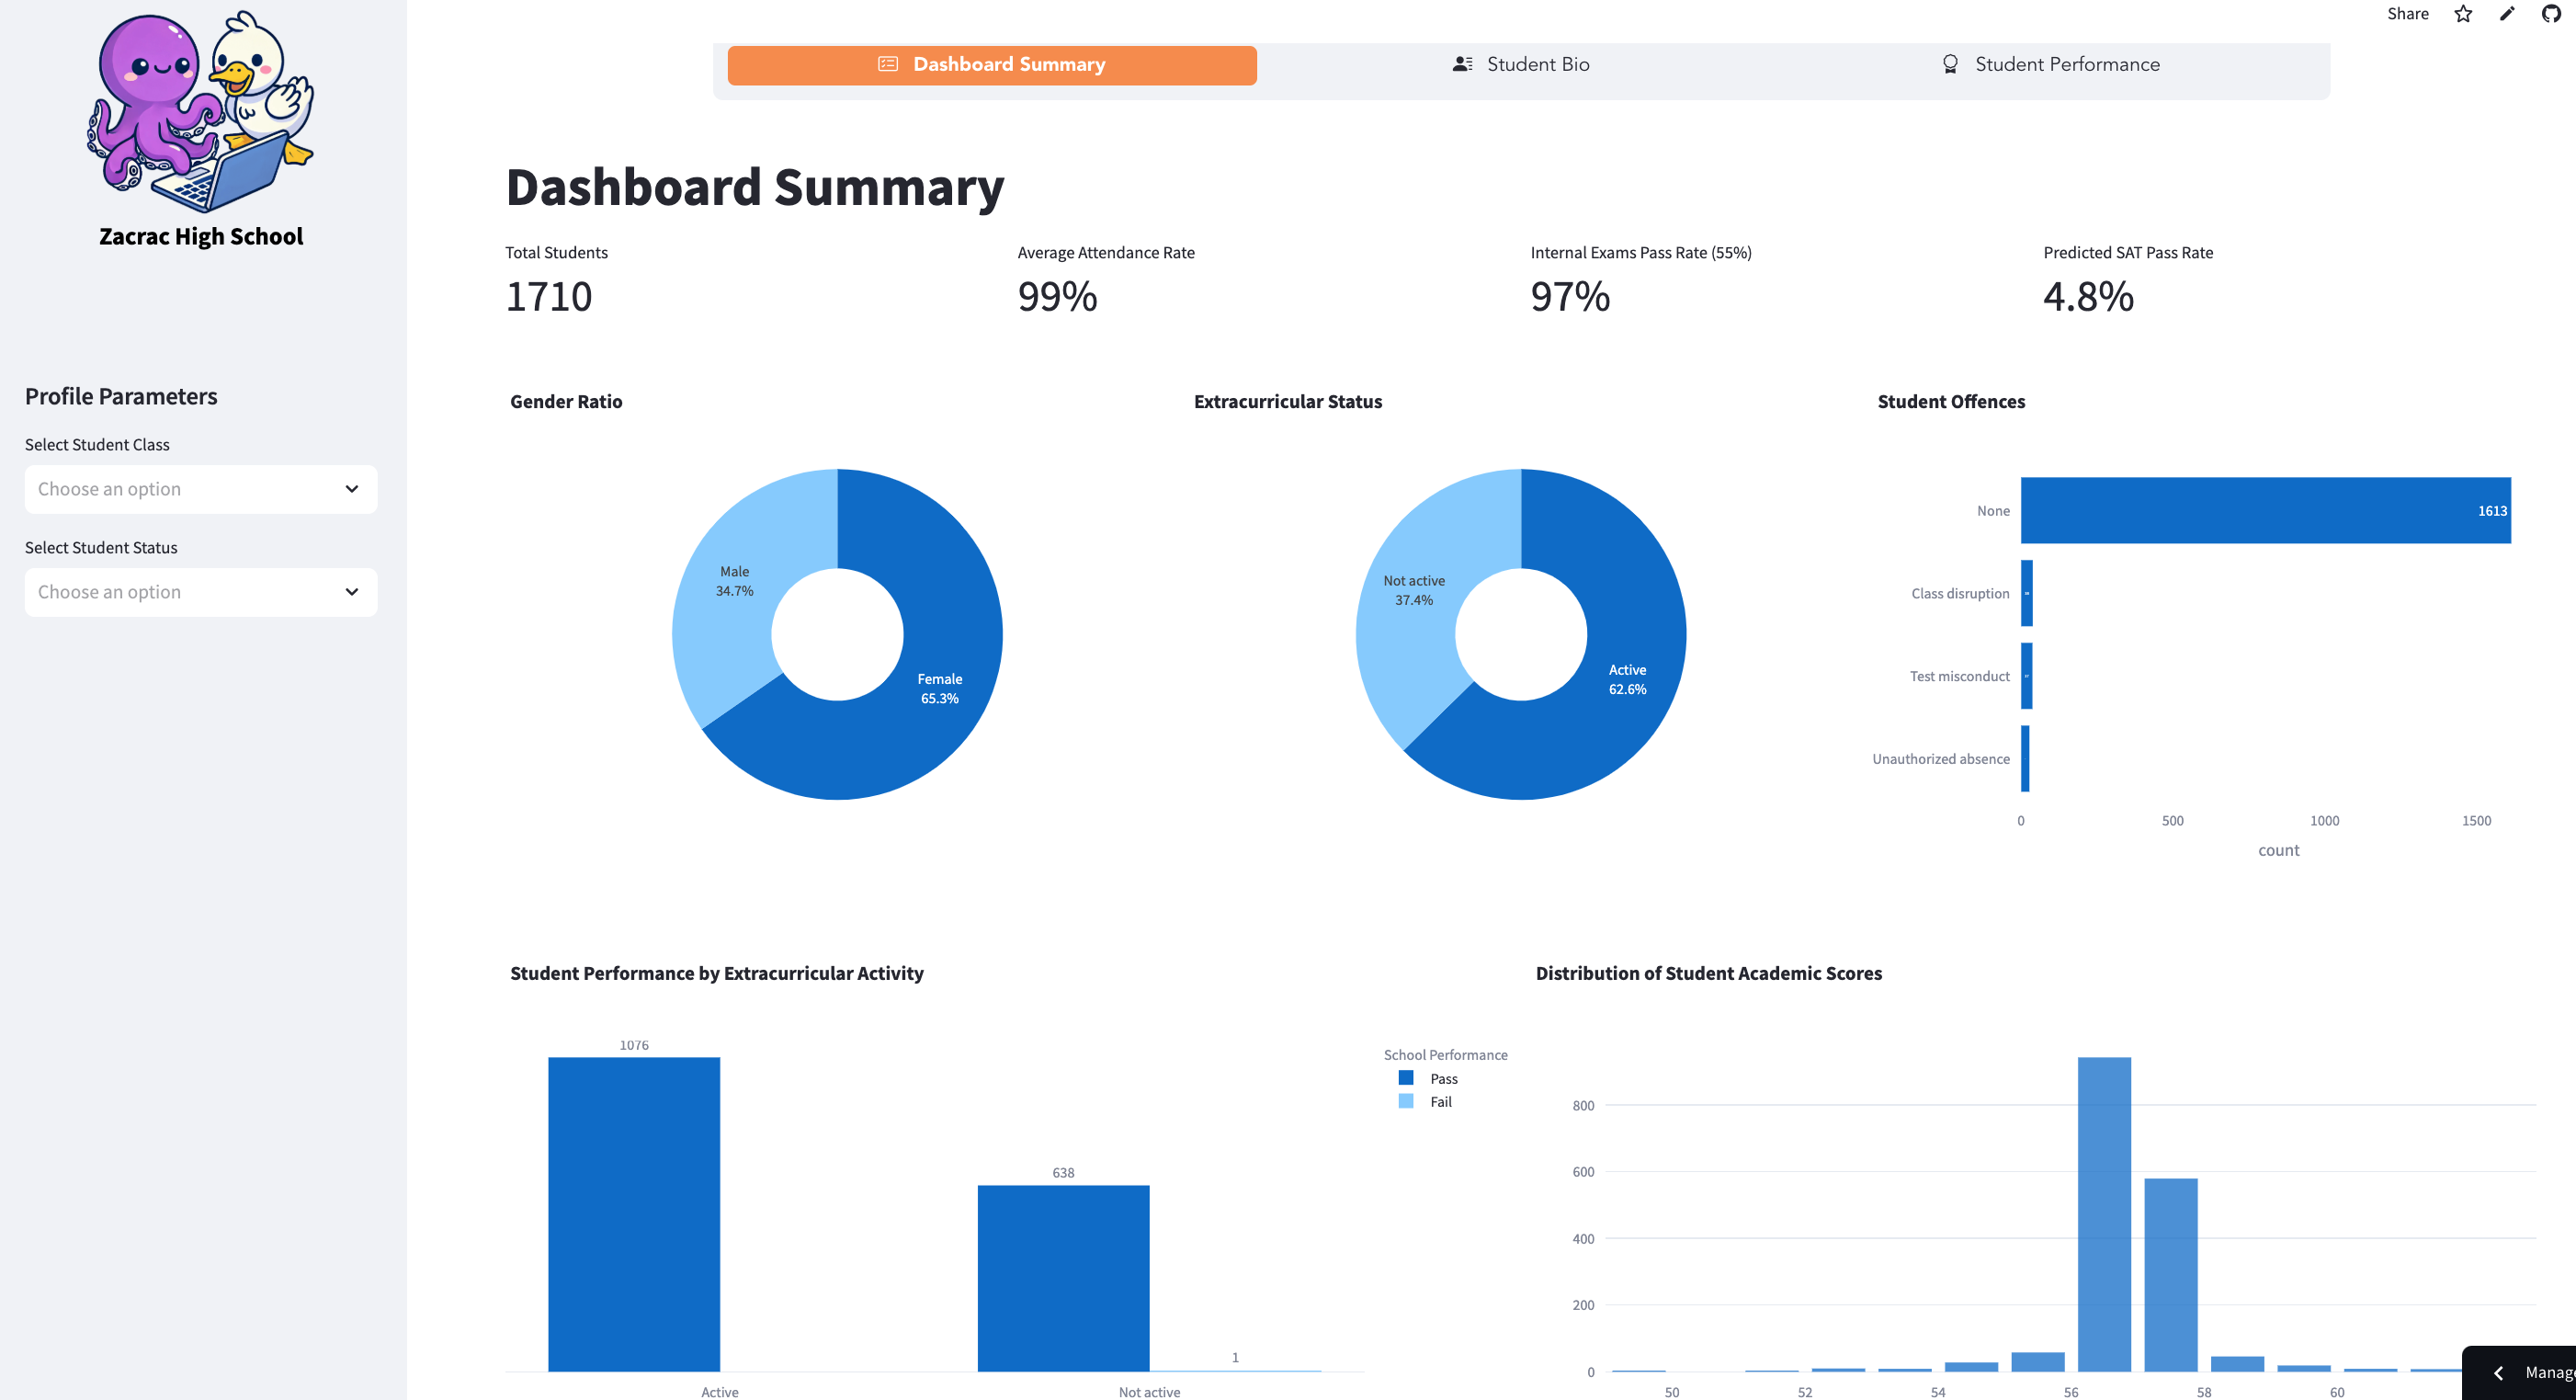 Share
Dashboard Summary
Student Bio
Student Performance
Zacrac High School
Profile Parameters
Select Student Class
Choose an option
Select Student Status
Choose an option
Dashboard Summary
Total Students
1710
Average Attendance Rate
99%
Internal Exams Pass Rate (55%)
97%
Predicted SAT Pass Rate
4.8%
Gender Ratio
Male
34.7%
Female
65.3%
Extracurricular Status
Not active
37.4%
Active
62.6%
Student Offences
None
1613
Class disruption
Test misconduct
Unauthorized absence
0 500 1000 1500
count
Student Performance by Extracurricular Activity
1076
638
1
Active
Not active
School Performance
Pass
Fail
Distribution of Student Academic Scores
800
600
400
200
0
50 52 54 56 58 60
Manag